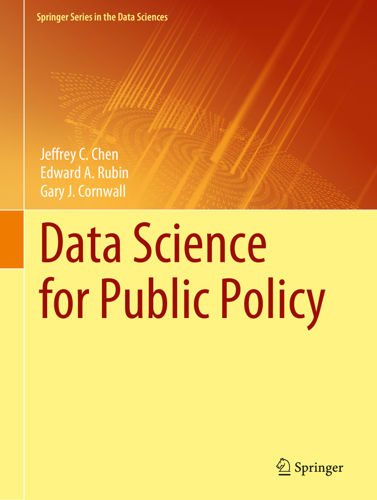 Springer Series in the Data Sciences
Jeffrey C. Chen
Edward A. Rubin
Gary J. Cornwall
Data Science
for Public Policy
Springer